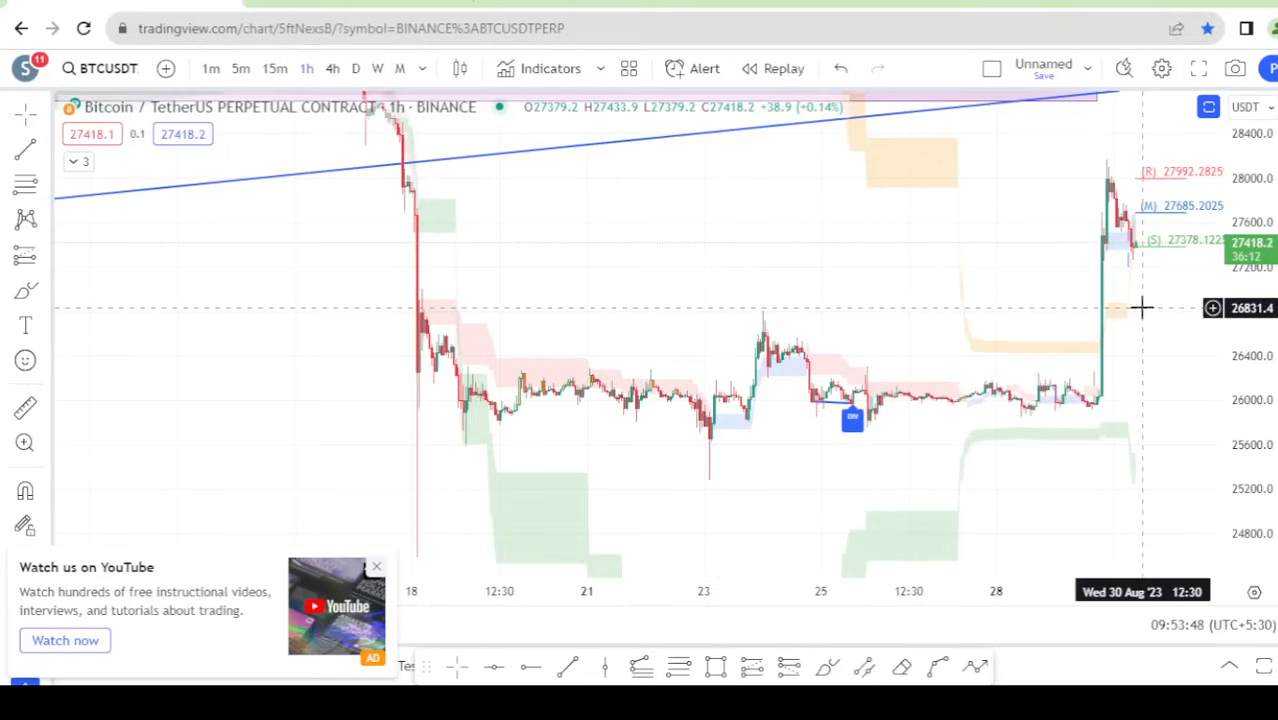 tradingview.com/chart/5ftNexsB/?symbol=BINANCE%3ABTCUSDTPERP
S 11 BTCUSDT. 1m 5m 15m 1h 4h D W M Indicators Alert Replay Unnamed
Save
Bitcoin / TetherUS PERPETUAL CONTRACT · 1h · BINANCE O27379.2 H27433.9 L27379.2 C27418.2 +38.9 (+0.14%) USDT
27418.1 0.1 27418.2
28400.0
3
(R) 27992.2825
28000.0
(M) 27685.2025
27600.0
(S) 27378.1225
27418.2
36:12
27200.0
26831.4
26400.0
26000.0
DIV
25600.0
25200.0
24800.0
18 12:30 21 23 25 12:30 28 Wed 30 Aug '23 12:30
Watch us on YouTube
Watch hundreds of free instructional videos,
interviews, and tutorials about trading.
YouTube
Watch now
AD
09:53:48 (UTC+5:30)
Tes